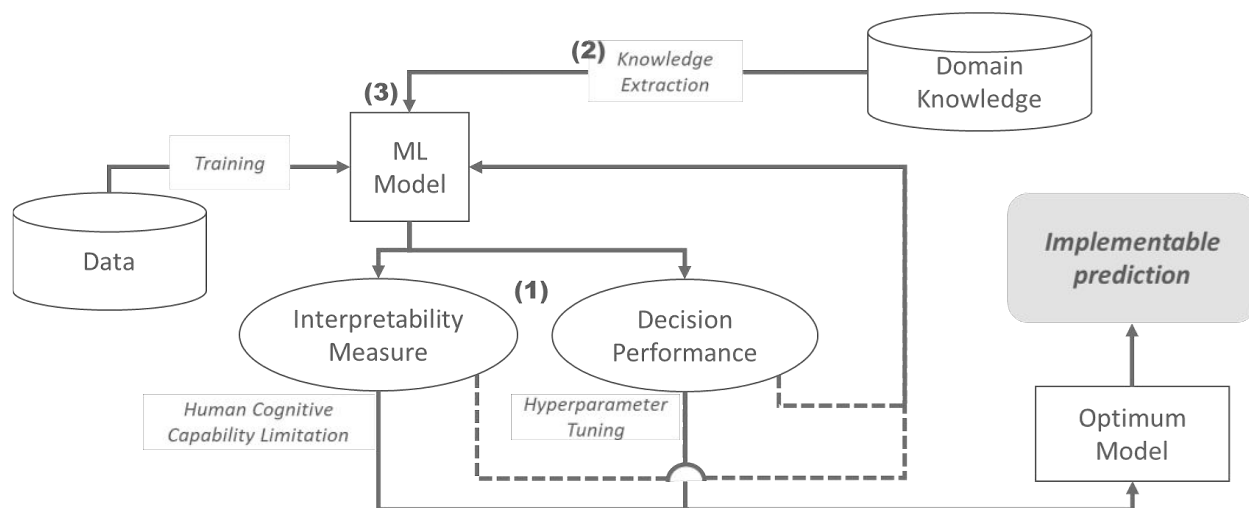 (2)
Knowledge
Extraction
Domain
Knowledge
(3)
ML
Model
Training
Data
Implementable
prediction
(1)
Interpretability
Measure
Decision
Performance
Human Cognitive
Capability Limitation
Hyperparameter
Tuning
Optimum
Model